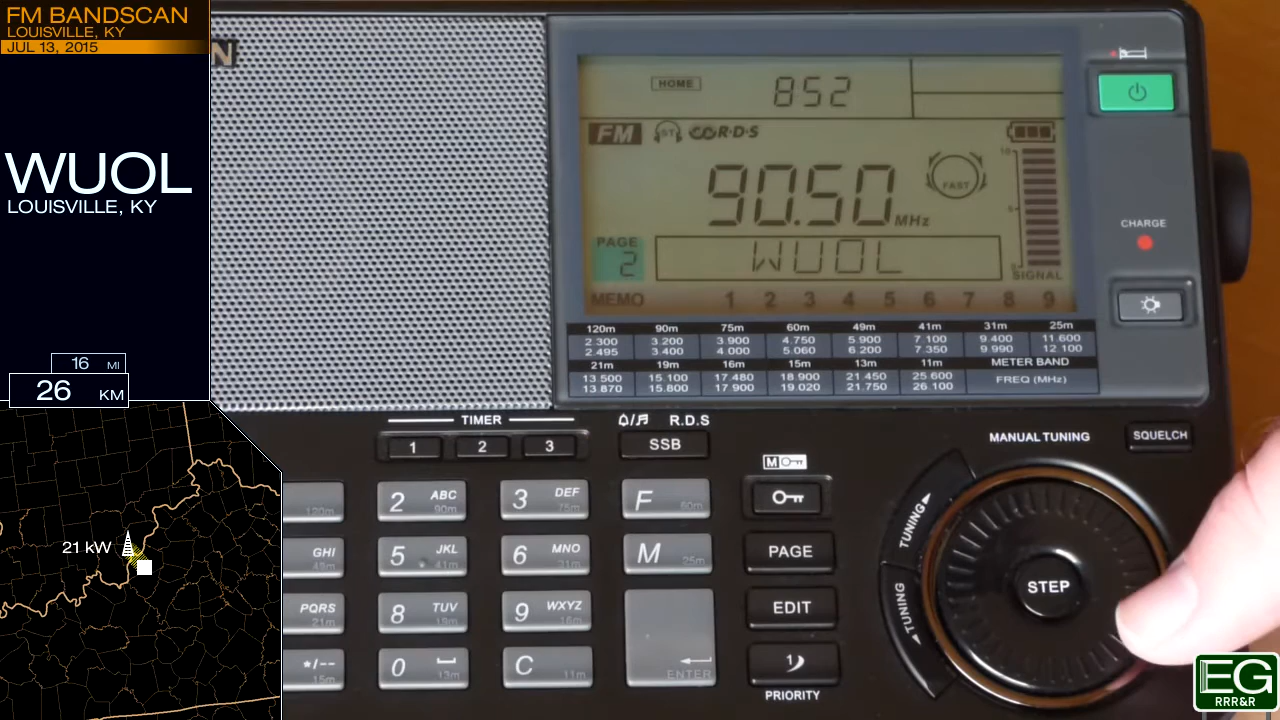 FM BANDSCAN
LOUISVILLE, KY
JUL 13, 2015
WUOL
LOUISVILLE, KY
16 MI
26 KM
21 kW
N
HOME 852
FM ST R·D·S
10
90.50 MHz
FAST
5
PAGE
2
WUOL
0
SIGNAL
MEMO 1 2 3 4 5 6 7 8 9
CHARGE
120m 90m 75m 60m 49m 41m 31m 25m
2.300 3.200 3.900 4.750 5.900 7.100 9.400 11.600
2.495 3.400 4.000 5.060 6.200 7.350 9.990 12.100
21m 19m 16m 15m 13m 11m METER BAND
13.500 15.100 17.480 18.900 21.450 25.600 FREQ (MHz)
13.870 15.800 17.900 19.020 21.750 26.100
TIMER
1 2 3
R.D.S
SSB
MANUAL TUNING
SQUELCH
M
120m
2 ABC 90m
3 DEF 75m
F 60m
GHI 49m
5 JKL 41m
6 MNO 31m
M 25m
PAGE
PQRS 21m
8 TUV 19m
9 WXYZ 16m
EDIT
*/-- 15m
0 13m
C 11m
ENTER
PRIORITY
TUNING
TUNING
STEP
EG
RRR&R